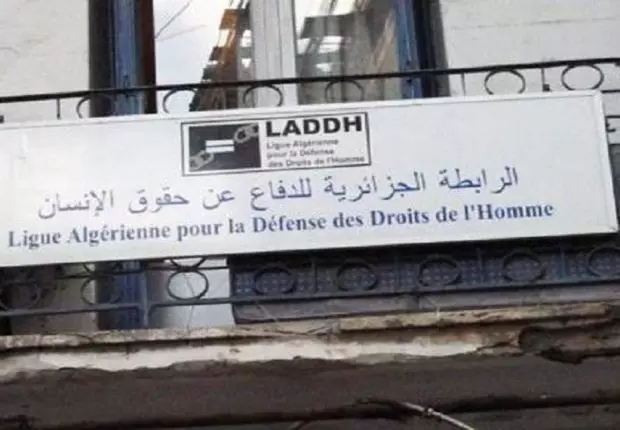 LADDH
Ligue Algérienne
pour la Défense
des Droits de l'Homme
الرابطة الجزائرية للدفاع عن حقوق الإنسان
Ligue Algérienne pour la Défense des Droits de l'Homme